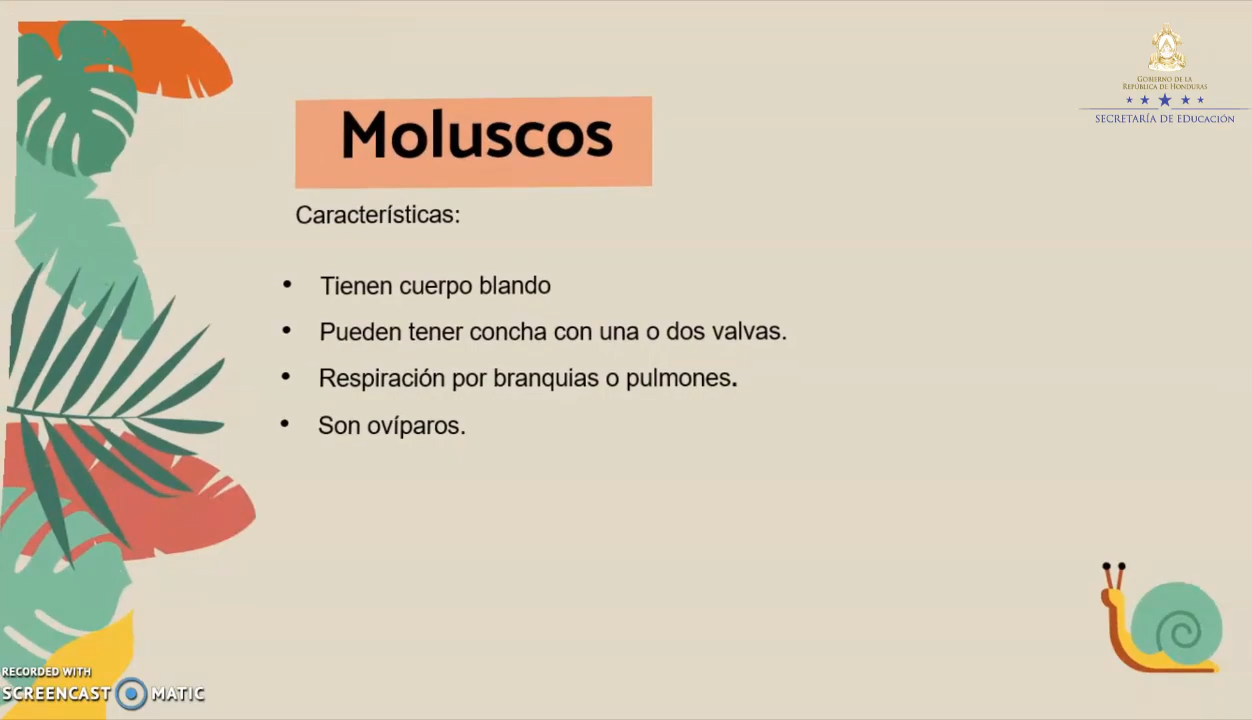 GOBIERNO DE LA
REPÚBLICA DE HONDURAS
SECRETARÍA DE EDUCACIÓN
Moluscos
Características:
• Tienen cuerpo blando
• Pueden tener concha con una o dos valvas.
• Respiración por branquias o pulmones.
• Son ovíparos.
RECORDED WITH
SCREENCAST MATIC